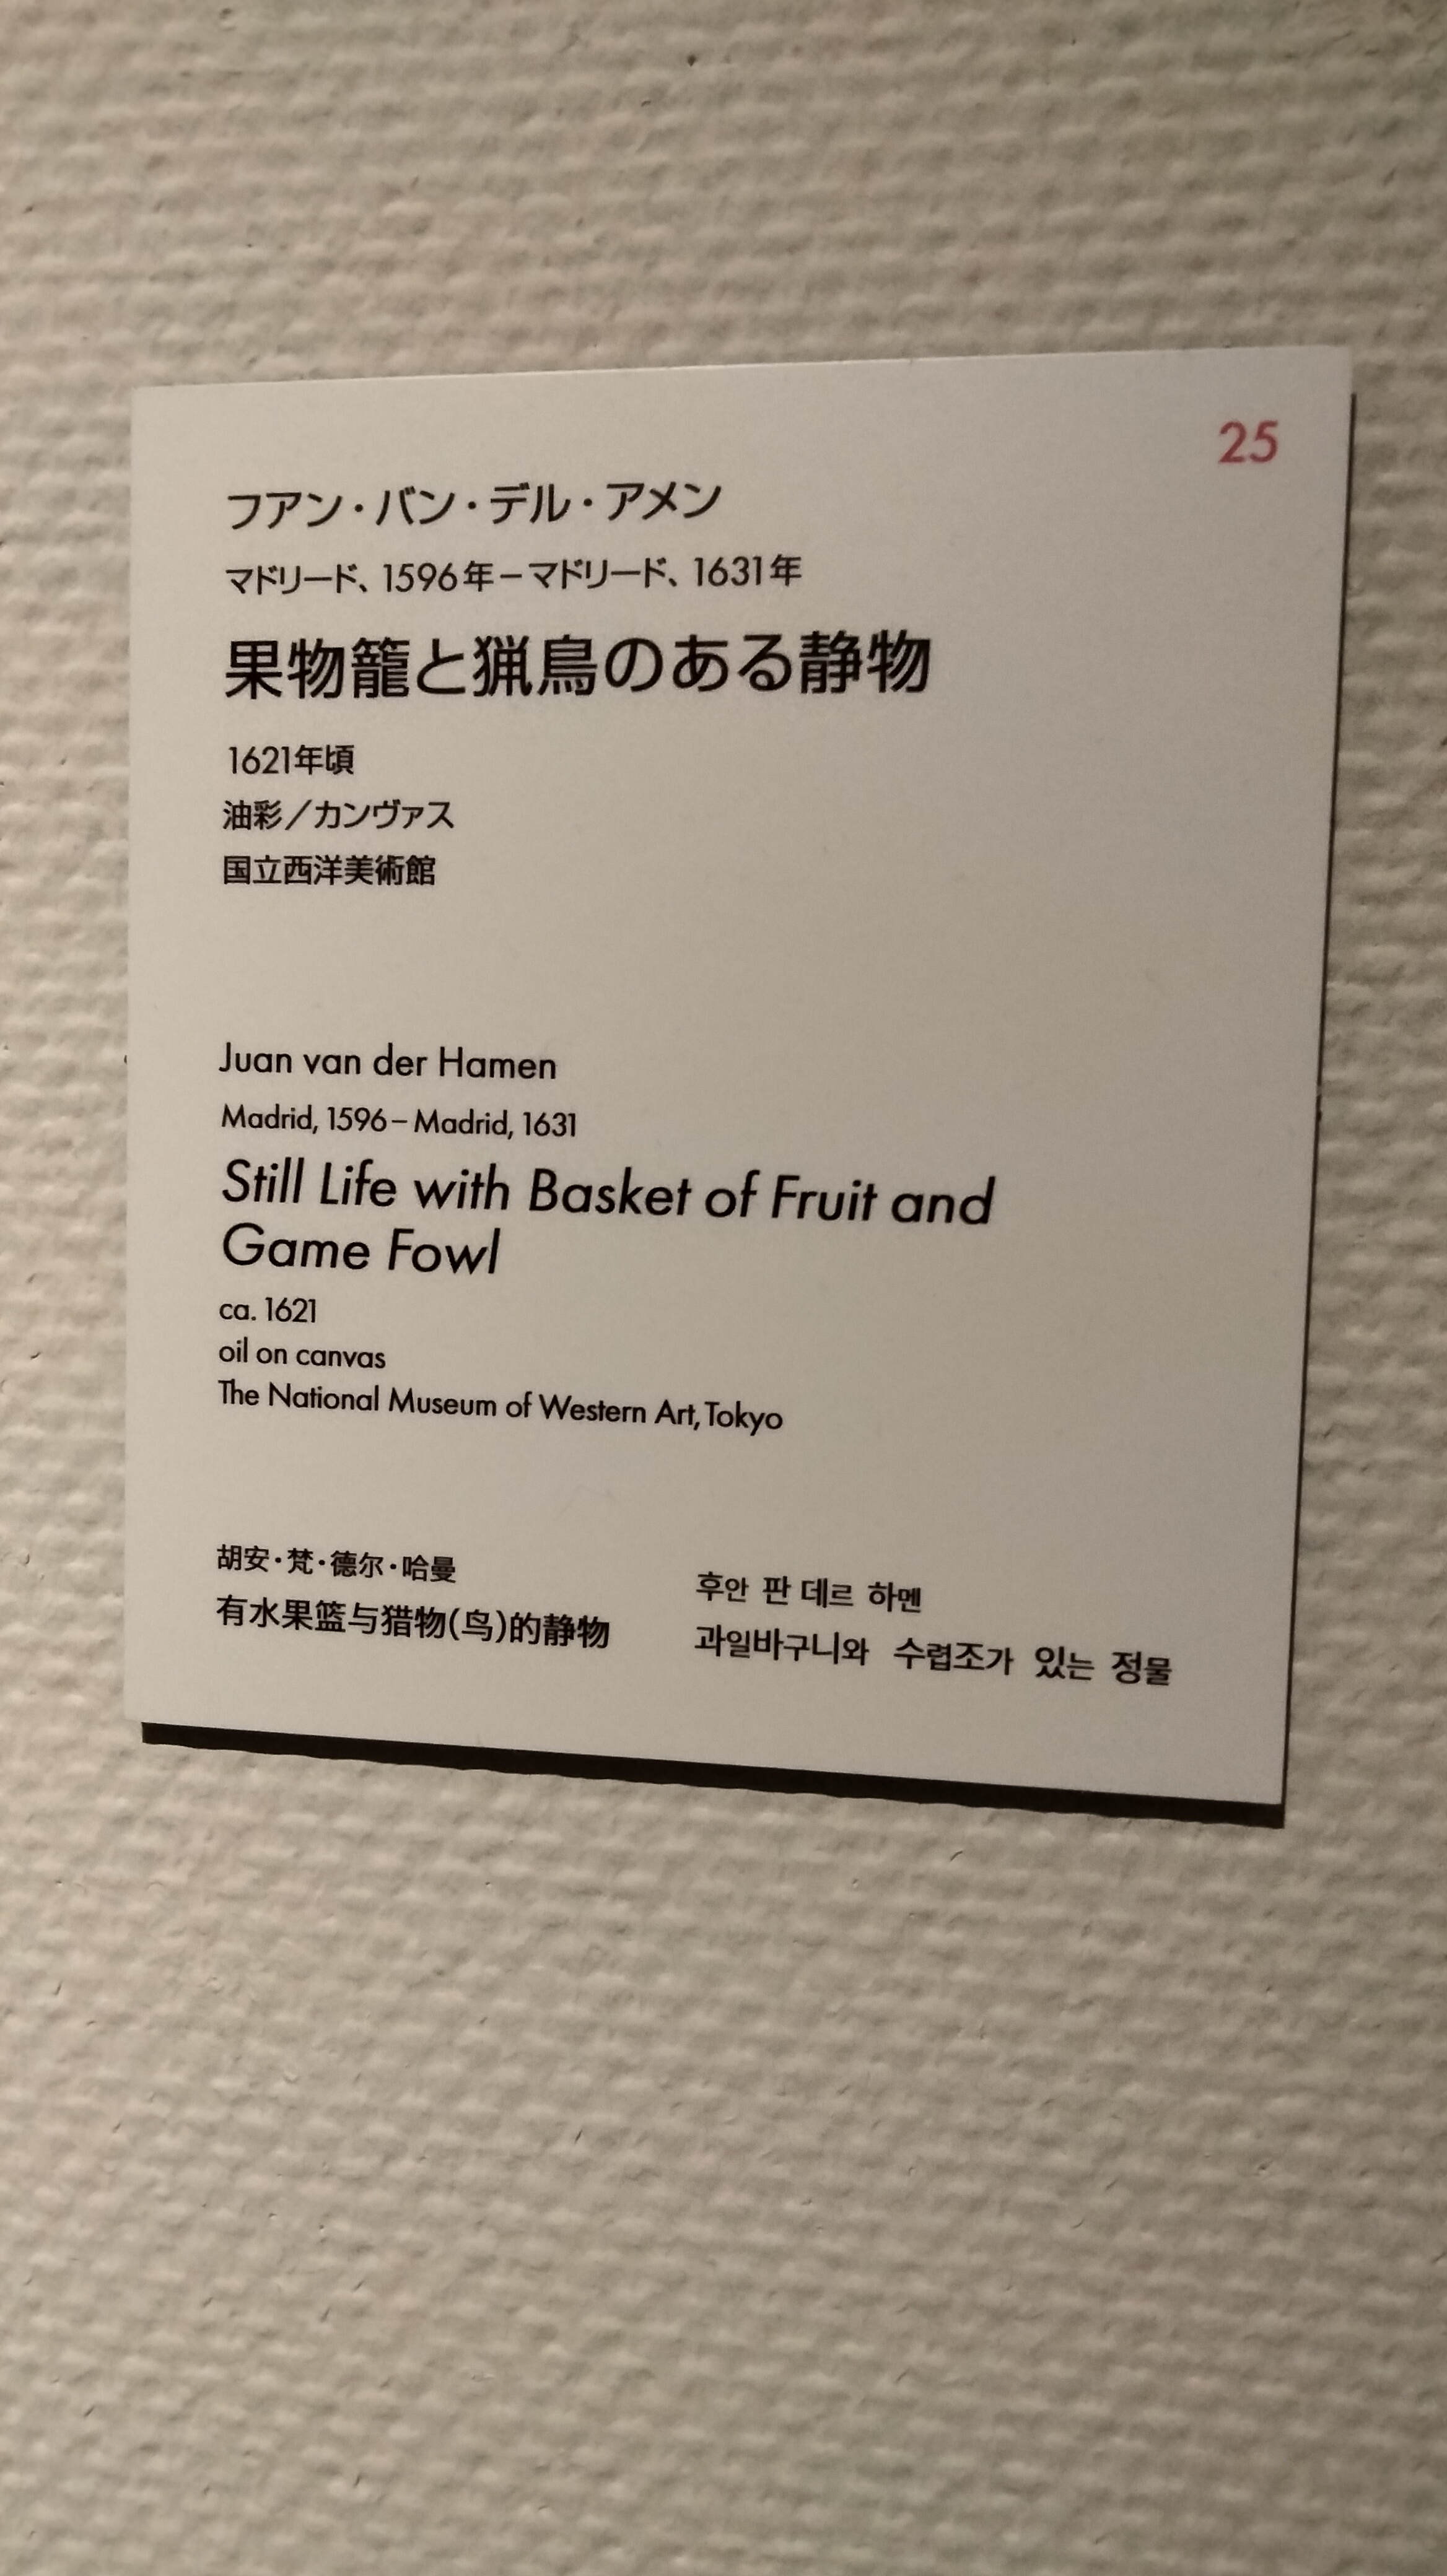 25
フアン・バン・デル・アメン
マドリード、1596年－マドリード、1631年
果物籠と猟鳥のある静物
1621年頃
油彩／カンヴァス
国立西洋美術館
Juan van der Hamen
Madrid, 1596 – Madrid, 1631
Still Life with Basket of Fruit and
Game Fowl
ca. 1621
oil on canvas
The National Museum of Western Art, Tokyo
胡安·梵·德尔·哈曼
有水果篮与猎物(鸟)的静物
후안 판 데르 하멘
과일바구니와 수렵조가 있는 정물